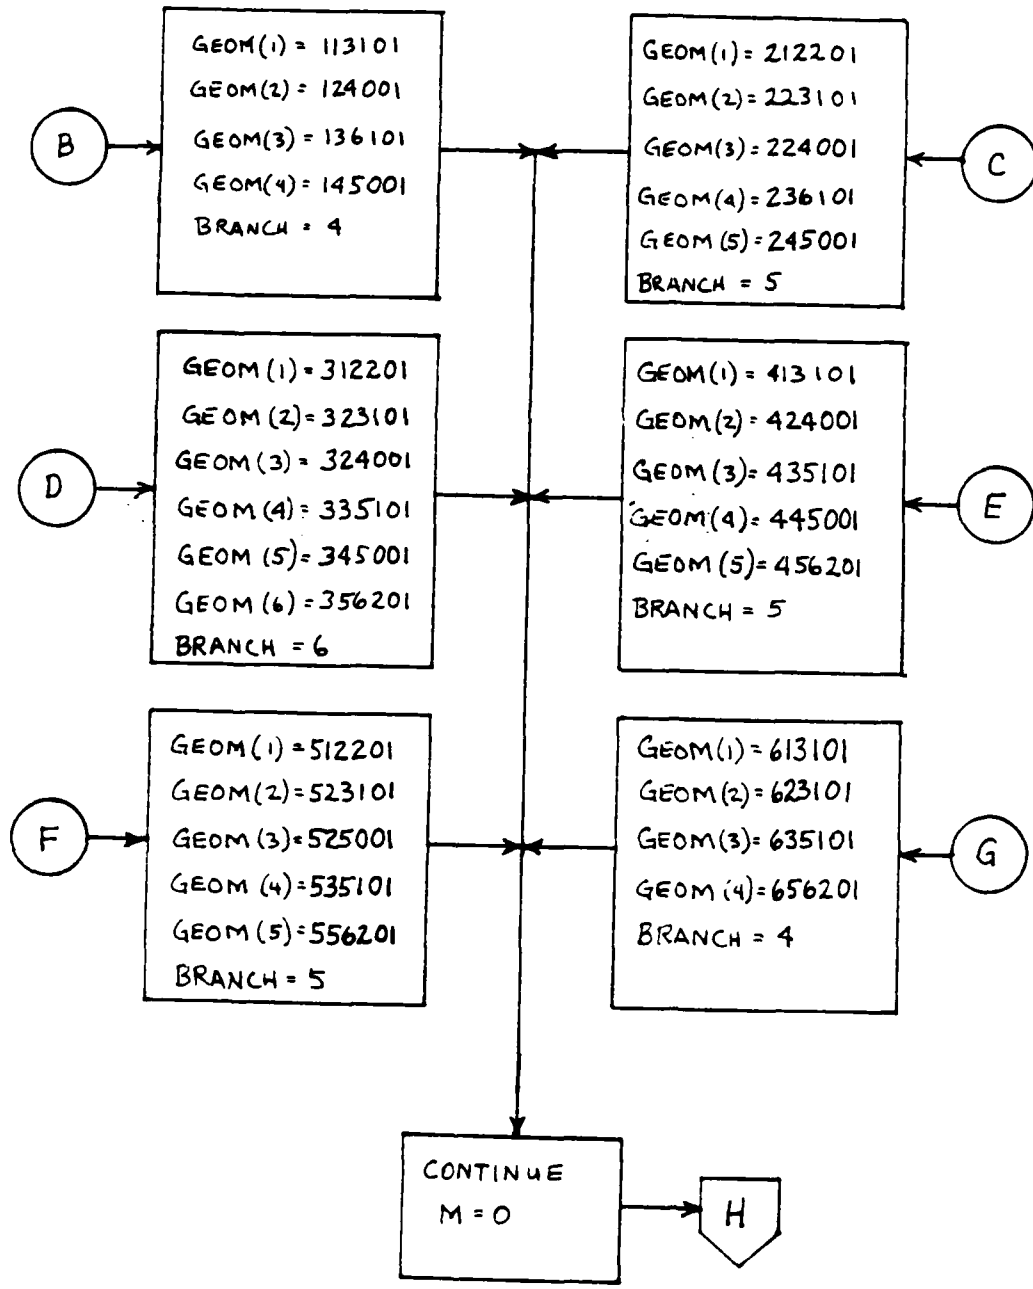 B
GEOM(1) = 113101
GEOM(2) = 124001
GEOM(3) = 136101
GEOM(4) = 145001
BRANCH = 4
GEOM(1) = 212201
GEOM(2) = 223101
GEOM(3) = 224001
GEOM(4) = 236101
GEOM(5) = 245001
BRANCH = 5
C
D
GEOM(1) = 312201
GEOM(2) = 323101
GEOM(3) = 324001
GEOM(4) = 335101
GEOM(5) = 345001
GEOM(6) = 356201
BRANCH = 6
GEOM(1) = 413101
GEOM(2) = 424001
GEOM(3) = 435101
GEOM(4) = 445001
GEOM(5) = 456201
BRANCH = 5
E
F
GEOM(1) = 512201
GEOM(2) = 523101
GEOM(3) = 525001
GEOM(4) = 535101
GEOM(5) = 556201
BRANCH = 5
GEOM(1) = 613101
GEOM(2) = 623101
GEOM(3) = 635101
GEOM(4) = 656201
BRANCH = 4
G
CONTINUE
M = 0
H